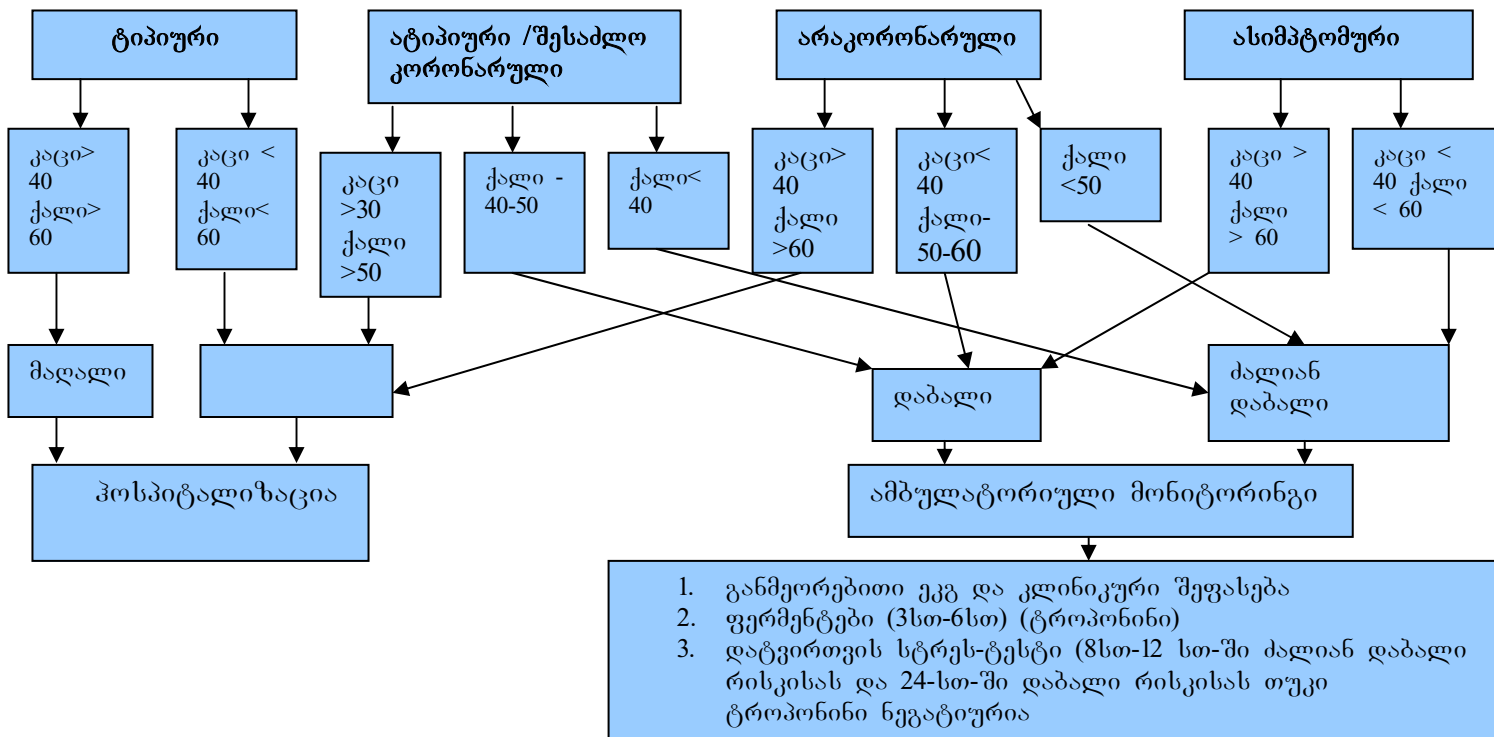 ტიპიური
ატიპიური /შესაძლო
კორონარული
არაკორონარული
ასიმპტომური
კაცი>
40
ქალი>
60
კაცი <
40
ქალი<
60
კაცი
>30
ქალი
>50
ქალი -
40-50
ქალი<
40
კაცი>
40
ქალი
>60
კაცი<
40
ქალი-
50-60
ქალი
<50
კაცი >
40
ქალი
> 60
კაცი <
40 ქალი
< 60
მაღალი
დაბალი
ძალიან
დაბალი
ჰოსპიტალიზაცია
ამბულატორიული მონიტორინგი
1. განმეორებითი ეკგ და კლინიკური შეფასება
2. ფერმენტები (3სთ-6სთ) (ტროპონინი)
3. დატვირთვის სტრეს-ტესტი (8სთ-12 სთ-ში ძალიან დაბალი
რისკისას და 24-სთ-ში დაბალი რისკისას თუკი
ტროპონინი ნეგატიურია